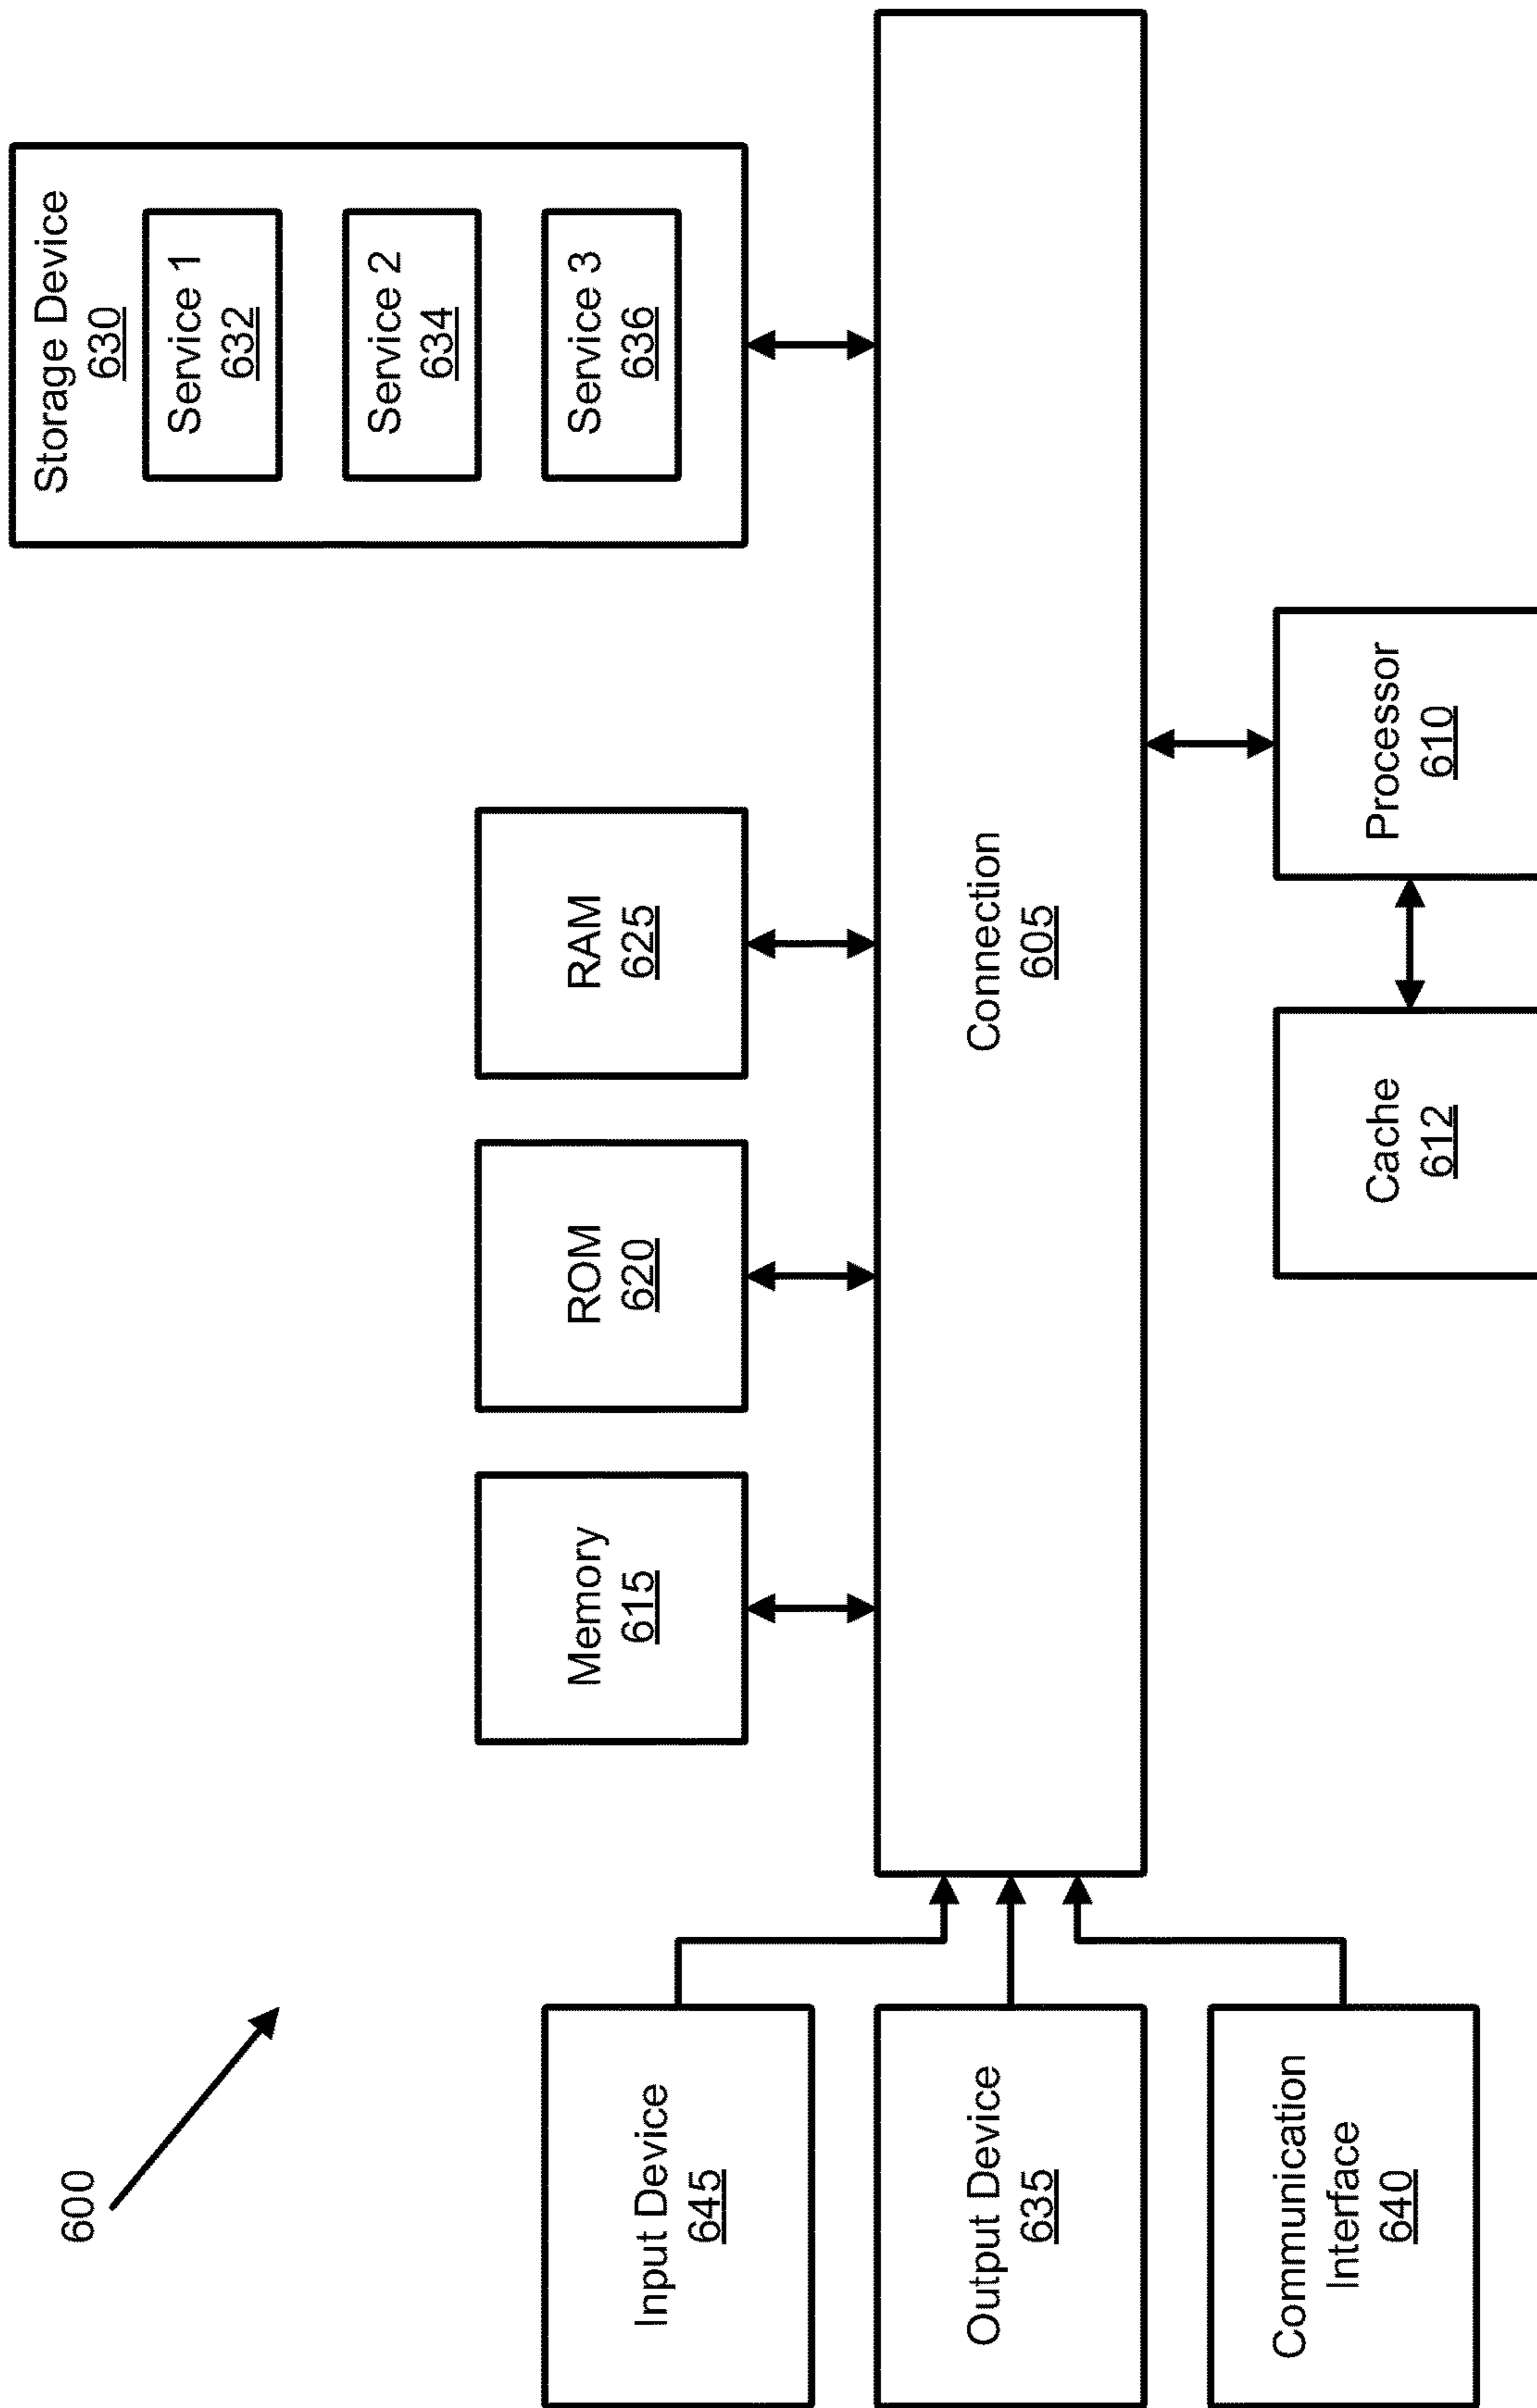 600
Input Device
645
Output Device
635
Communication
Interface
640
Memory
615
ROM
620
RAM
625
Storage Device
630
Service 1
632
Service 2
634
Service 3
636
Connection
605
Cache
612
Processor
610